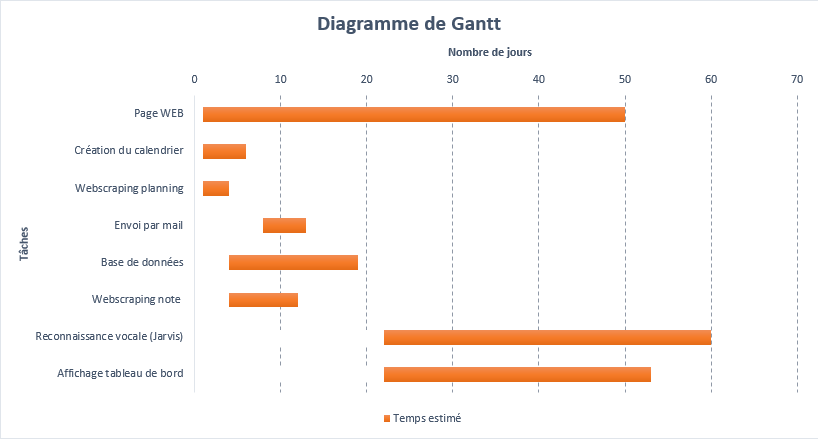 Diagramme de Gantt
Nombre de jours
0 10 20 30 40 50 60 70
Tâches
Page WEB
Création du calendrier
Webscraping planning
Envoi par mail
Base de données
Webscraping note
Reconnaissance vocale (Jarvis)
Affichage tableau de bord
Temps estimé